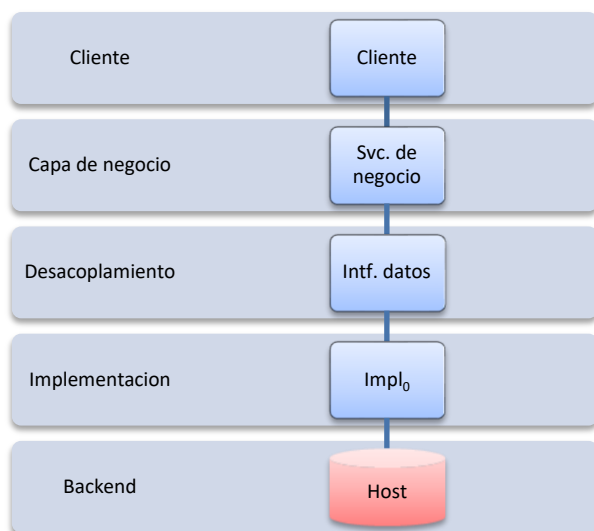 Cliente
Cliente
Capa de negocio
Svc. de
negocio
Desacoplamiento
Intf. datos
Implementacion
Impl₀
Backend
Host